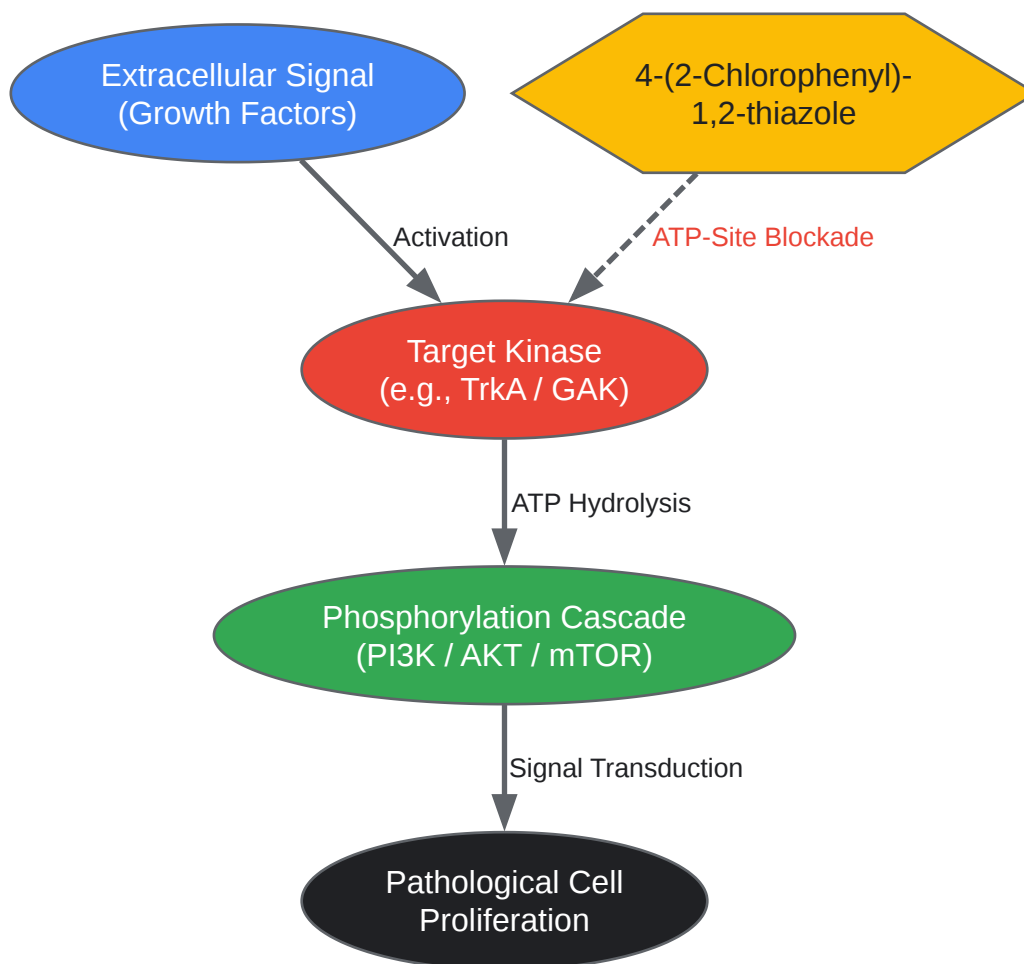 Extracellular Signal
(Growth Factors)
4-(2-Chlorophenyl)-
1,2-thiazole
Activation
ATP-Site Blockade
Target Kinase
(e.g., TrkA / GAK)
ATP Hydrolysis
Phosphorylation Cascade
(PI3K / AKT / mTOR)
Signal Transduction
Pathological Cell
Proliferation